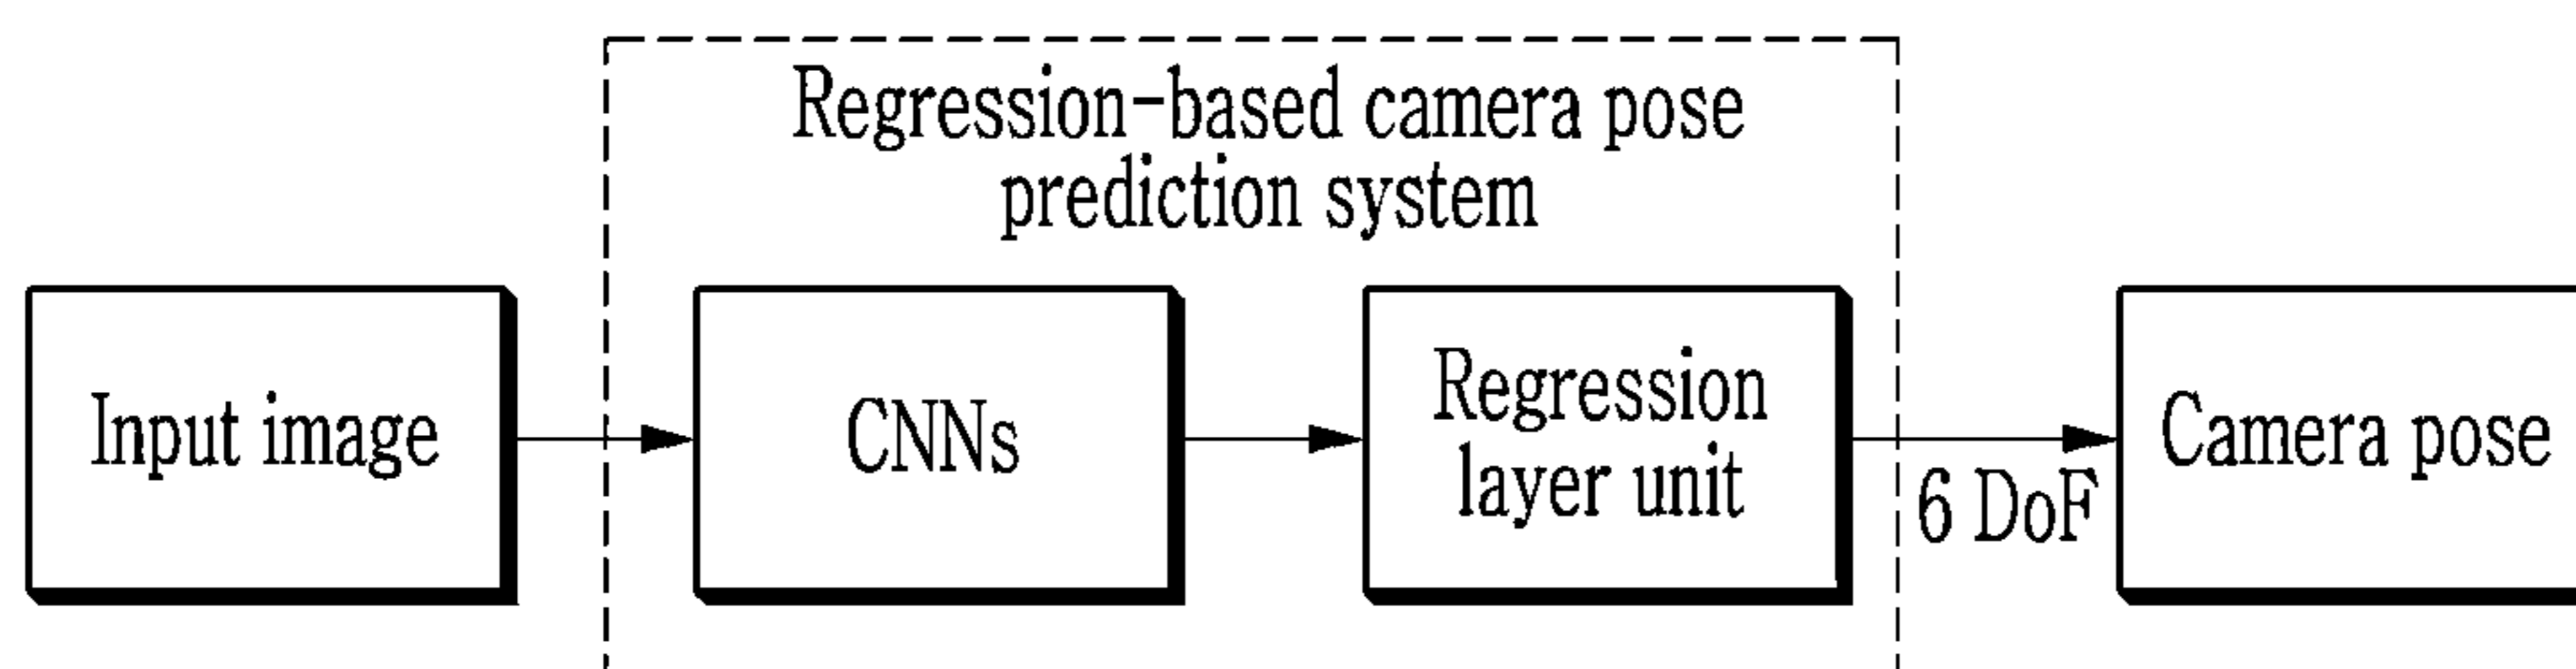 Regression-based camera pose
prediction system
Input image
CNNs
Regression
layer unit
6 DoF
Camera pose